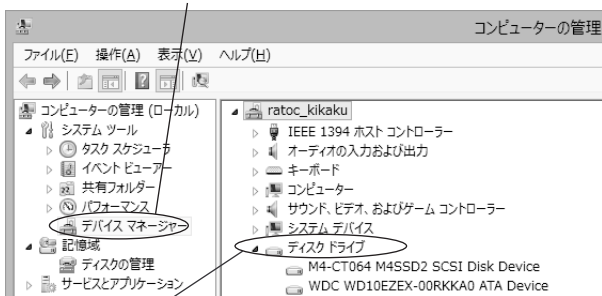 コンピューターの管理
ファイル(F) 操作(A) 表示(V) ヘルプ(H)
コンピューターの管理 (ローカル)
システム ツール
タスク スケジューラ
イベント ビューアー
共有フォルダー
パフォーマンス
デバイス マネージャー
記憶域
ディスクの管理
サービスとアプリケーション
ratoc_kikaku
IEEE 1394 ホスト コントローラー
オーディオの入力および出力
キーボード
コンピューター
サウンド、ビデオ、およびゲーム コントローラー
システム デバイス
ディスク ドライブ
M4-CT064 M4SSD2 SCSI Disk Device
WDC WD10EZEX-00RKKA0 ATA Device